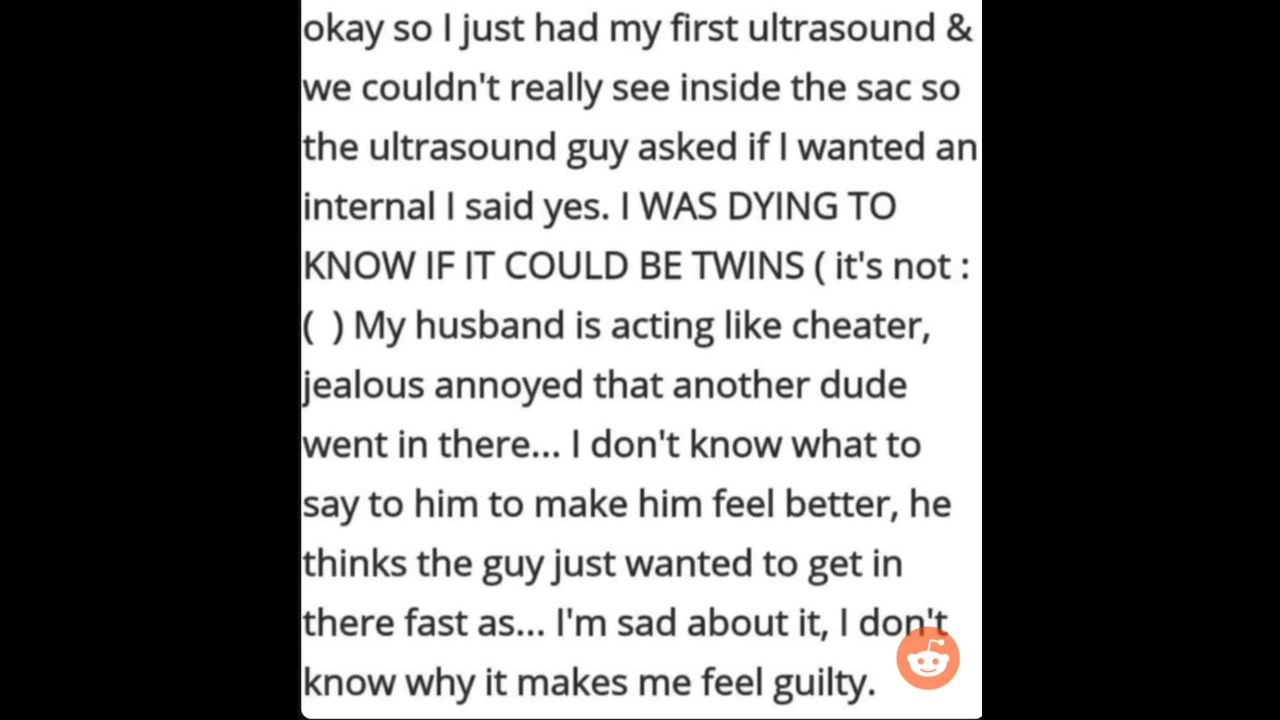 okay so I just had my first ultrasound &
we couldn't really see inside the sac so
the ultrasound guy asked if I wanted an
internal I said yes. I WAS DYING TO
KNOW IF IT COULD BE TWINS ( it's not :
(  ) My husband is acting like cheater,
jealous annoyed that another dude
went in there... I don't know what to
say to him to make him feel better, he
thinks the guy just wanted to get in
there fast as... I'm sad about it, I don't
know why it makes me feel guilty.